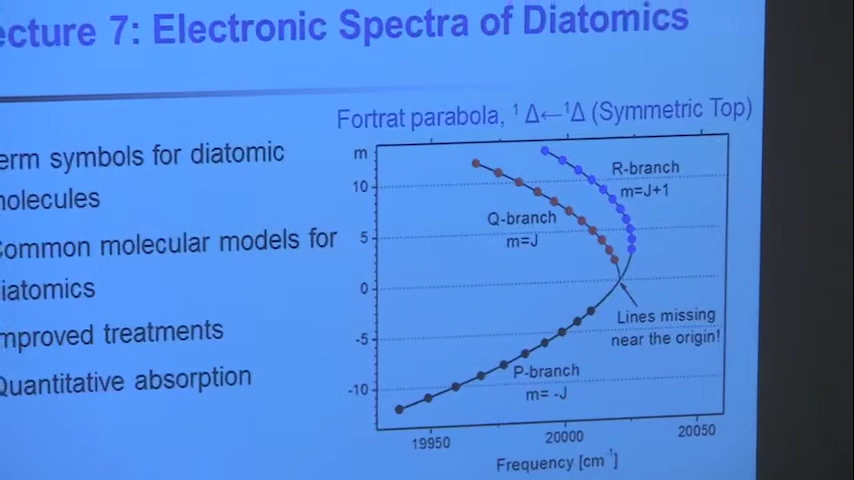 ecture 7: Electronic Spectra of Diatomics
Fortrat parabola, ¹Δ←¹Δ (Symmetric Top)
erm symbols for diatomic
olecules
ommon molecular models for
iatomics
mproved treatments
Quantitative absorption
m
10
5
0
-5
-10
R-branch
m=J+1
Q-branch
m=J
Lines missing
near the origin!
P-branch
m= -J
19950
20000
20050
Frequency [cm⁻¹]